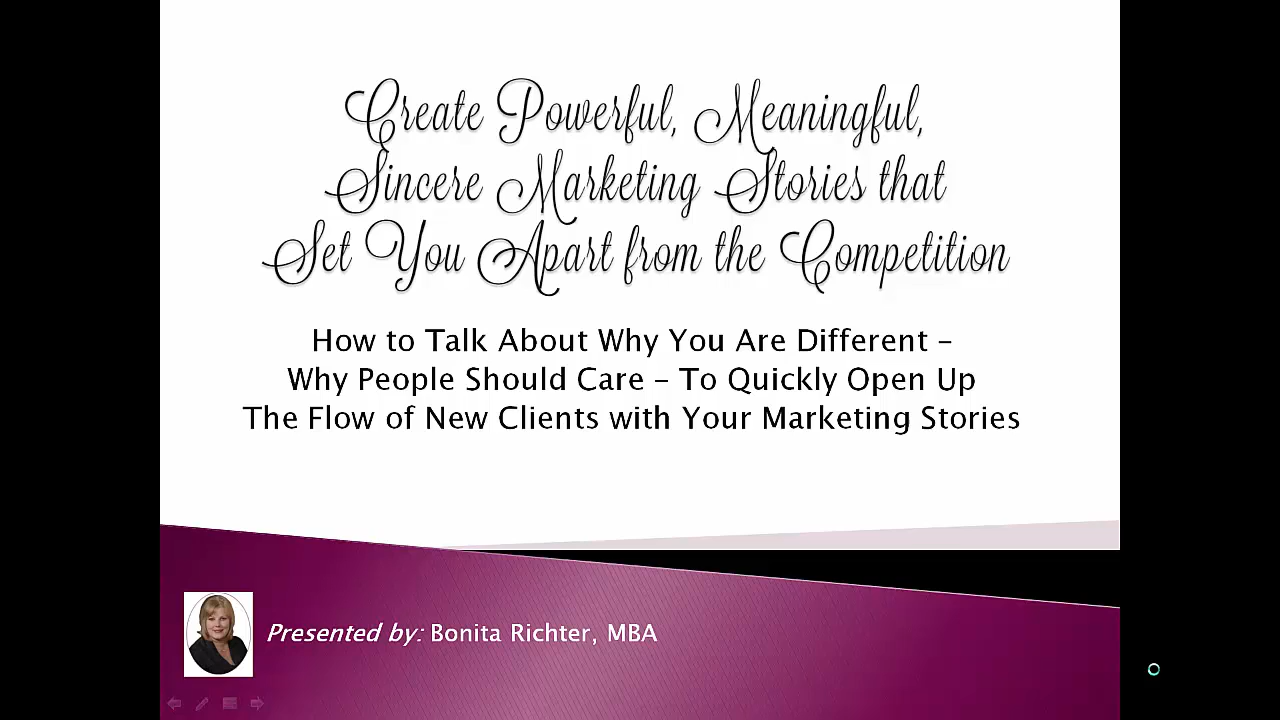 Create Powerful, Meaningful,
Sincere Marketing Stories that
Set You Apart from the Competition
How to Talk About Why You Are Different –
Why People Should Care – To Quickly Open Up
The Flow of New Clients with Your Marketing Stories
Presented by: Bonita Richter, MBA